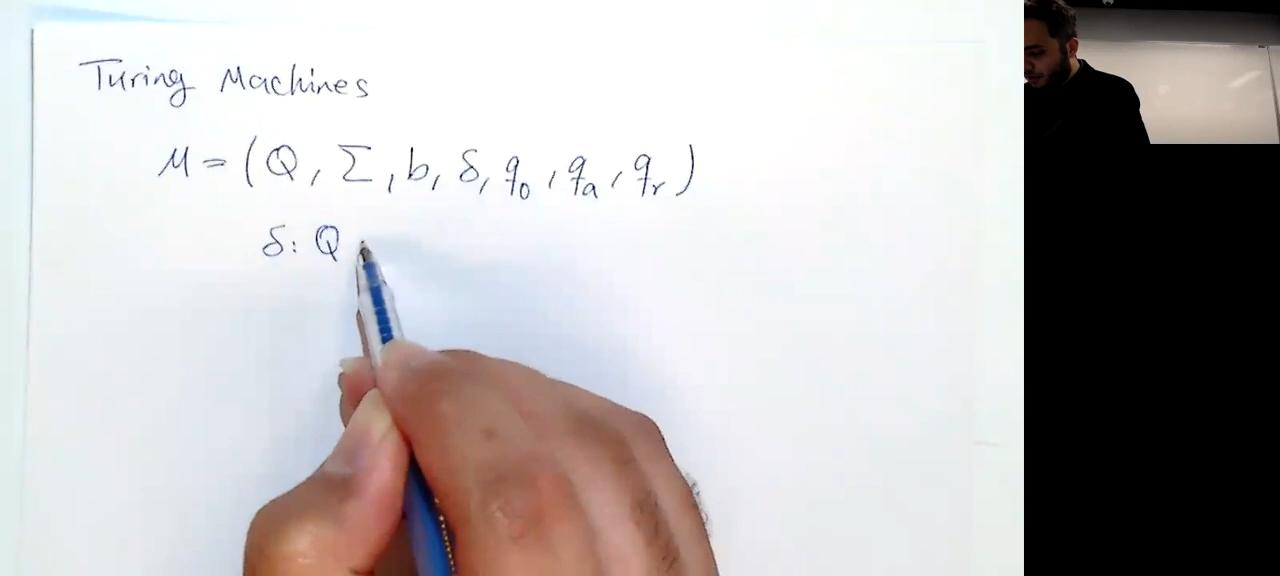 Turing Machines
M = (Q, Σ, b, δ, q₀, qₐ, qᵣ)
δ: Q